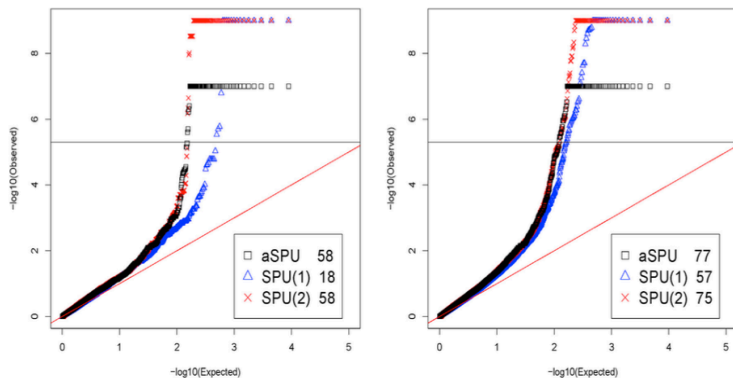 −log10(Observed)
8
6
4
2
0
aSPU 58
SPU(1) 18
SPU(2) 58
0 1 2 3 4 5
−log10(Expected)
−log10(Observed)
8
6
4
2
0
aSPU 77
SPU(1) 57
SPU(2) 75
0 1 2 3 4 5
−log10(Expected)